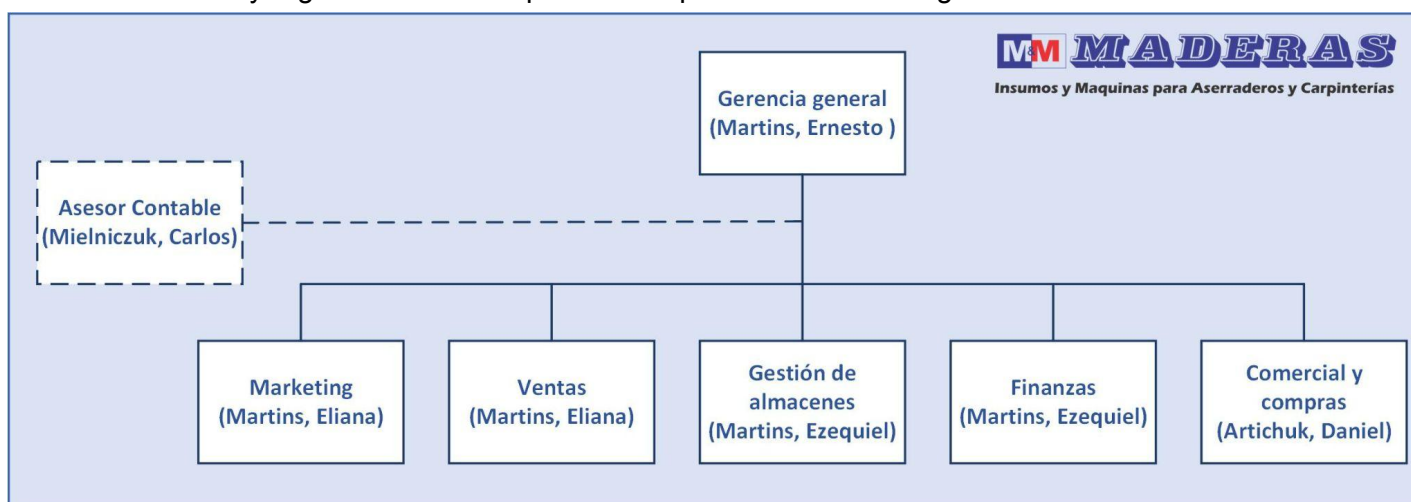 M&M MADERAS
Insumos y Maquinas para Aserraderos y Carpinterias
Gerencia general
(Martins, Ernesto )
Asesor Contable
(Mielniczuk, Carlos)
Marketing
(Martins, Eliana)
Ventas
(Martins, Eliana)
Gestión de
almacenes
(Martins, Ezequiel)
Finanzas
(Martins, Ezequiel)
Comercial y
compras
(Artichuk, Daniel)